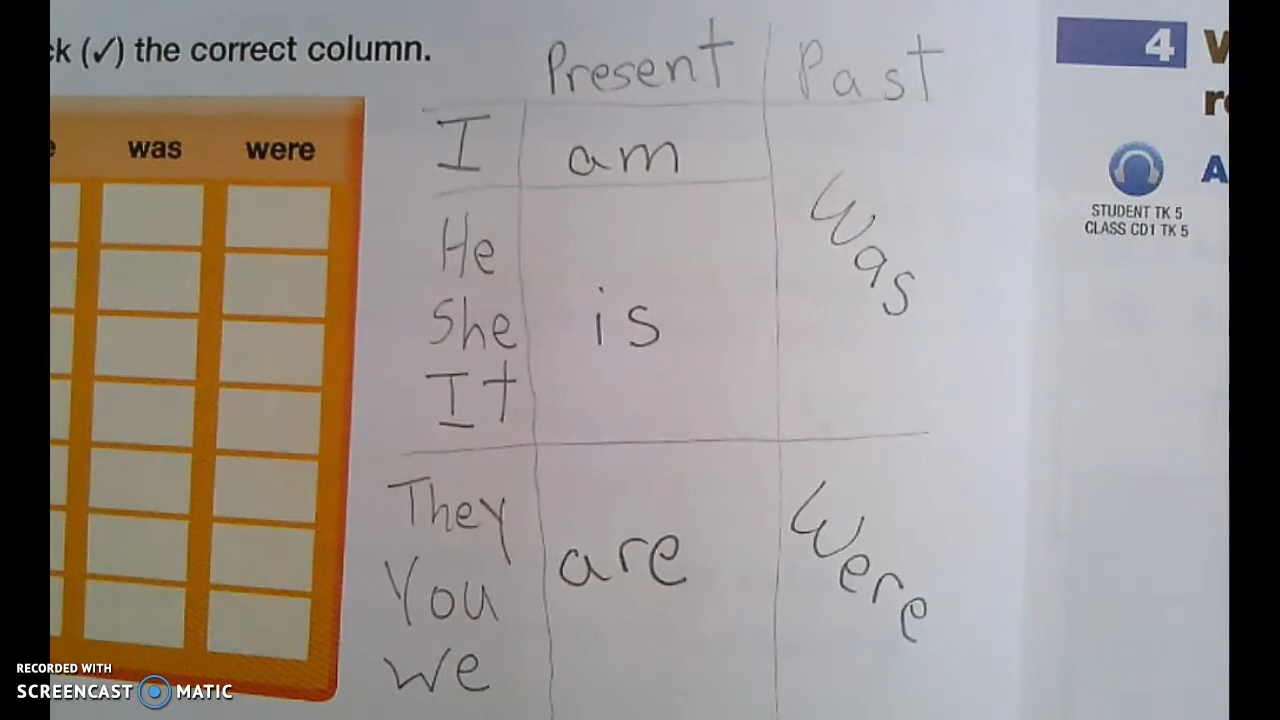 ck (✓) the correct column.
was were
Present Past
I am
Was
He
She is
It
They
You are
We
Were
4
STUDENT TK 5
CLASS CD1 TK 5
A
RECORDED WITH
SCREENCAST MATIC